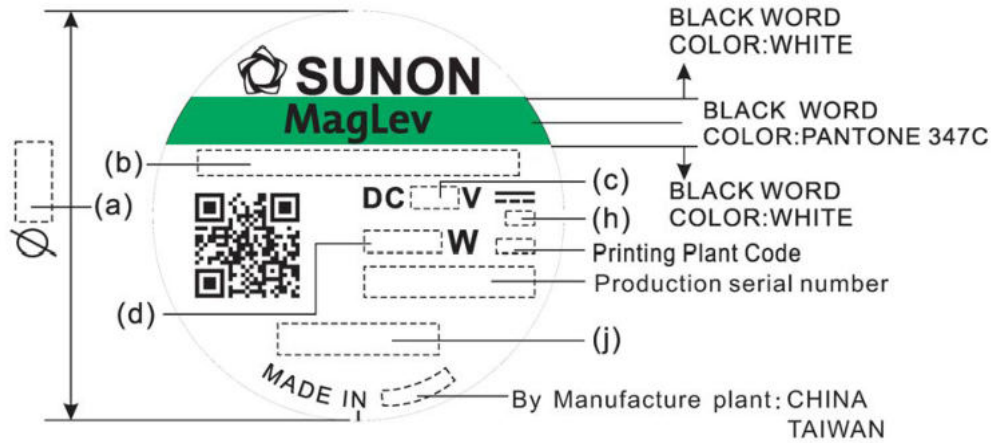 BLACK WORD
COLOR:WHITE
SUNON
MagLev
BLACK WORD
COLOR:PANTONE 347C
(b)
(a)
Ø
DC V
(c)
BLACK WORD
COLOR:WHITE
(h)
W
Printing Plant Code
Production serial number
(d)
(j)
MADE IN
By Manufacture plant: CHINA
TAIWAN